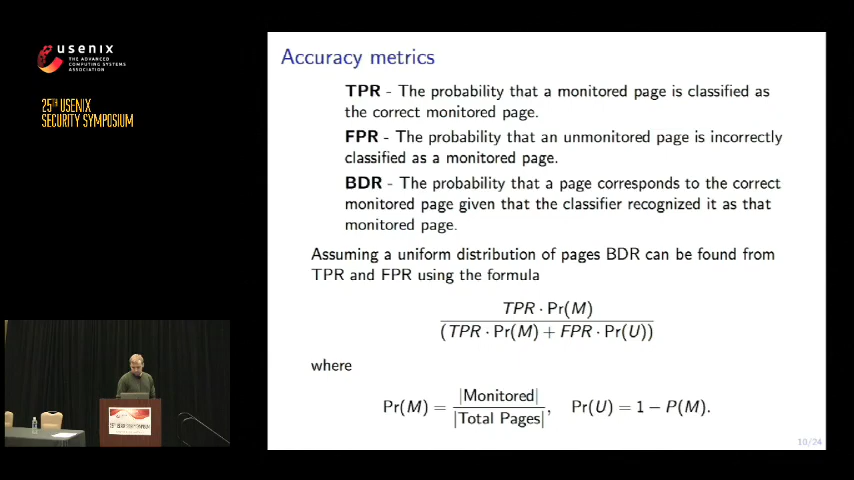 usenix
THE ADVANCED
COMPUTING SYSTEMS
ASSOCIATION
25TH USENIX
SECURITY SYMPOSIUM
Accuracy metrics
TPR - The probability that a monitored page is classified as
the correct monitored page.
FPR - The probability that an unmonitored page is incorrectly
classified as a monitored page.
BDR - The probability that a page corresponds to the correct
monitored page given that the classifier recognized it as that
monitored page.
Assuming a uniform distribution of pages BDR can be found from
TPR and FPR using the formula
TPR · Pr(M)
(TPR · Pr(M) + FPR · Pr(U))
where
Pr(M) = |Monitored| / |Total Pages|, Pr(U) = 1 − P(M).
10/24